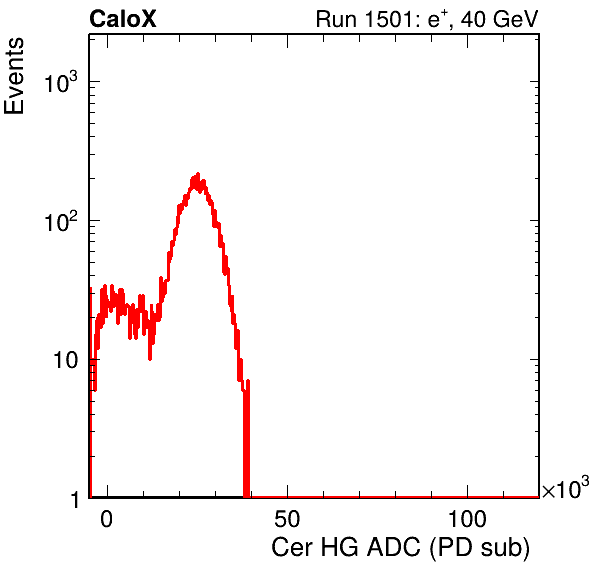 CaloX Run 1501: e⁺, 40 GeV
Events
10³
10²
10
1
0 50 100 ×10³
Cer HG ADC (PD sub)